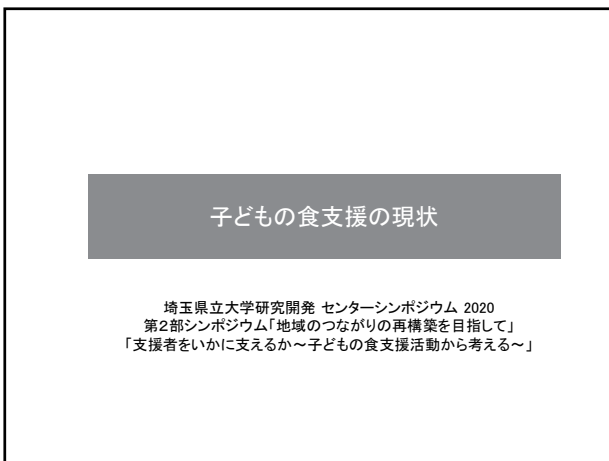 子どもの食支援の現状
埼玉県立大学研究開発 センターシンポジウム 2020
第2部シンポジウム「地域のつながりの再構築を目指して」
「支援者をいかに支えるか～子どもの食支援活動から考える～」